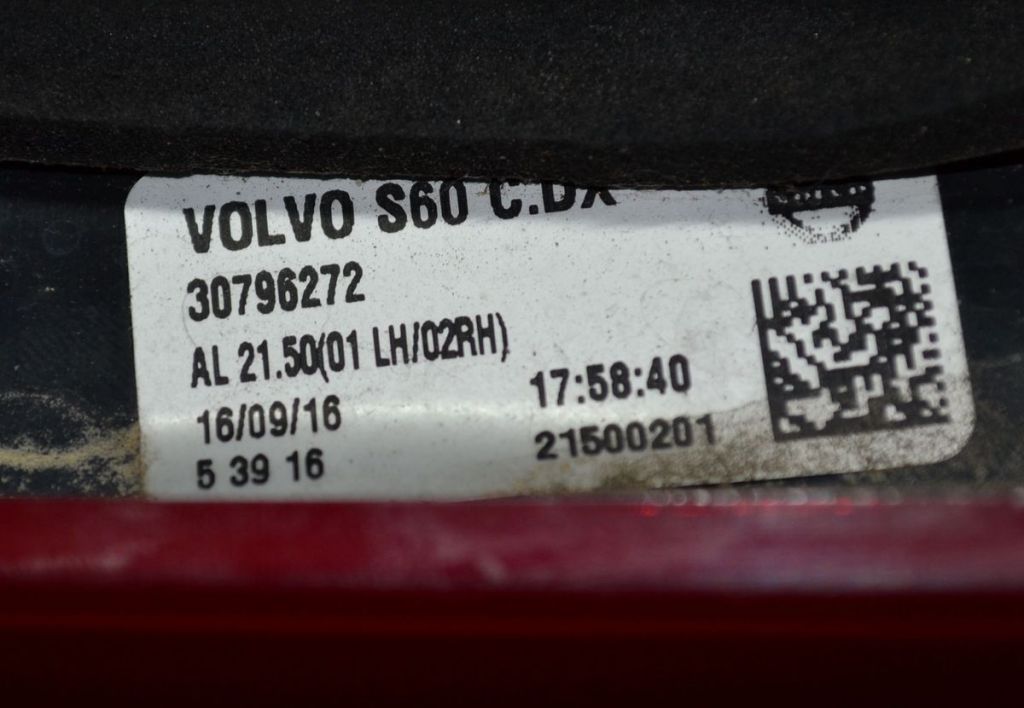 VOLVO S60 C.DX
30796272
AL 21.50(01 LH/02RH)
16/09/16 17:58:40
5 39 16 21500201